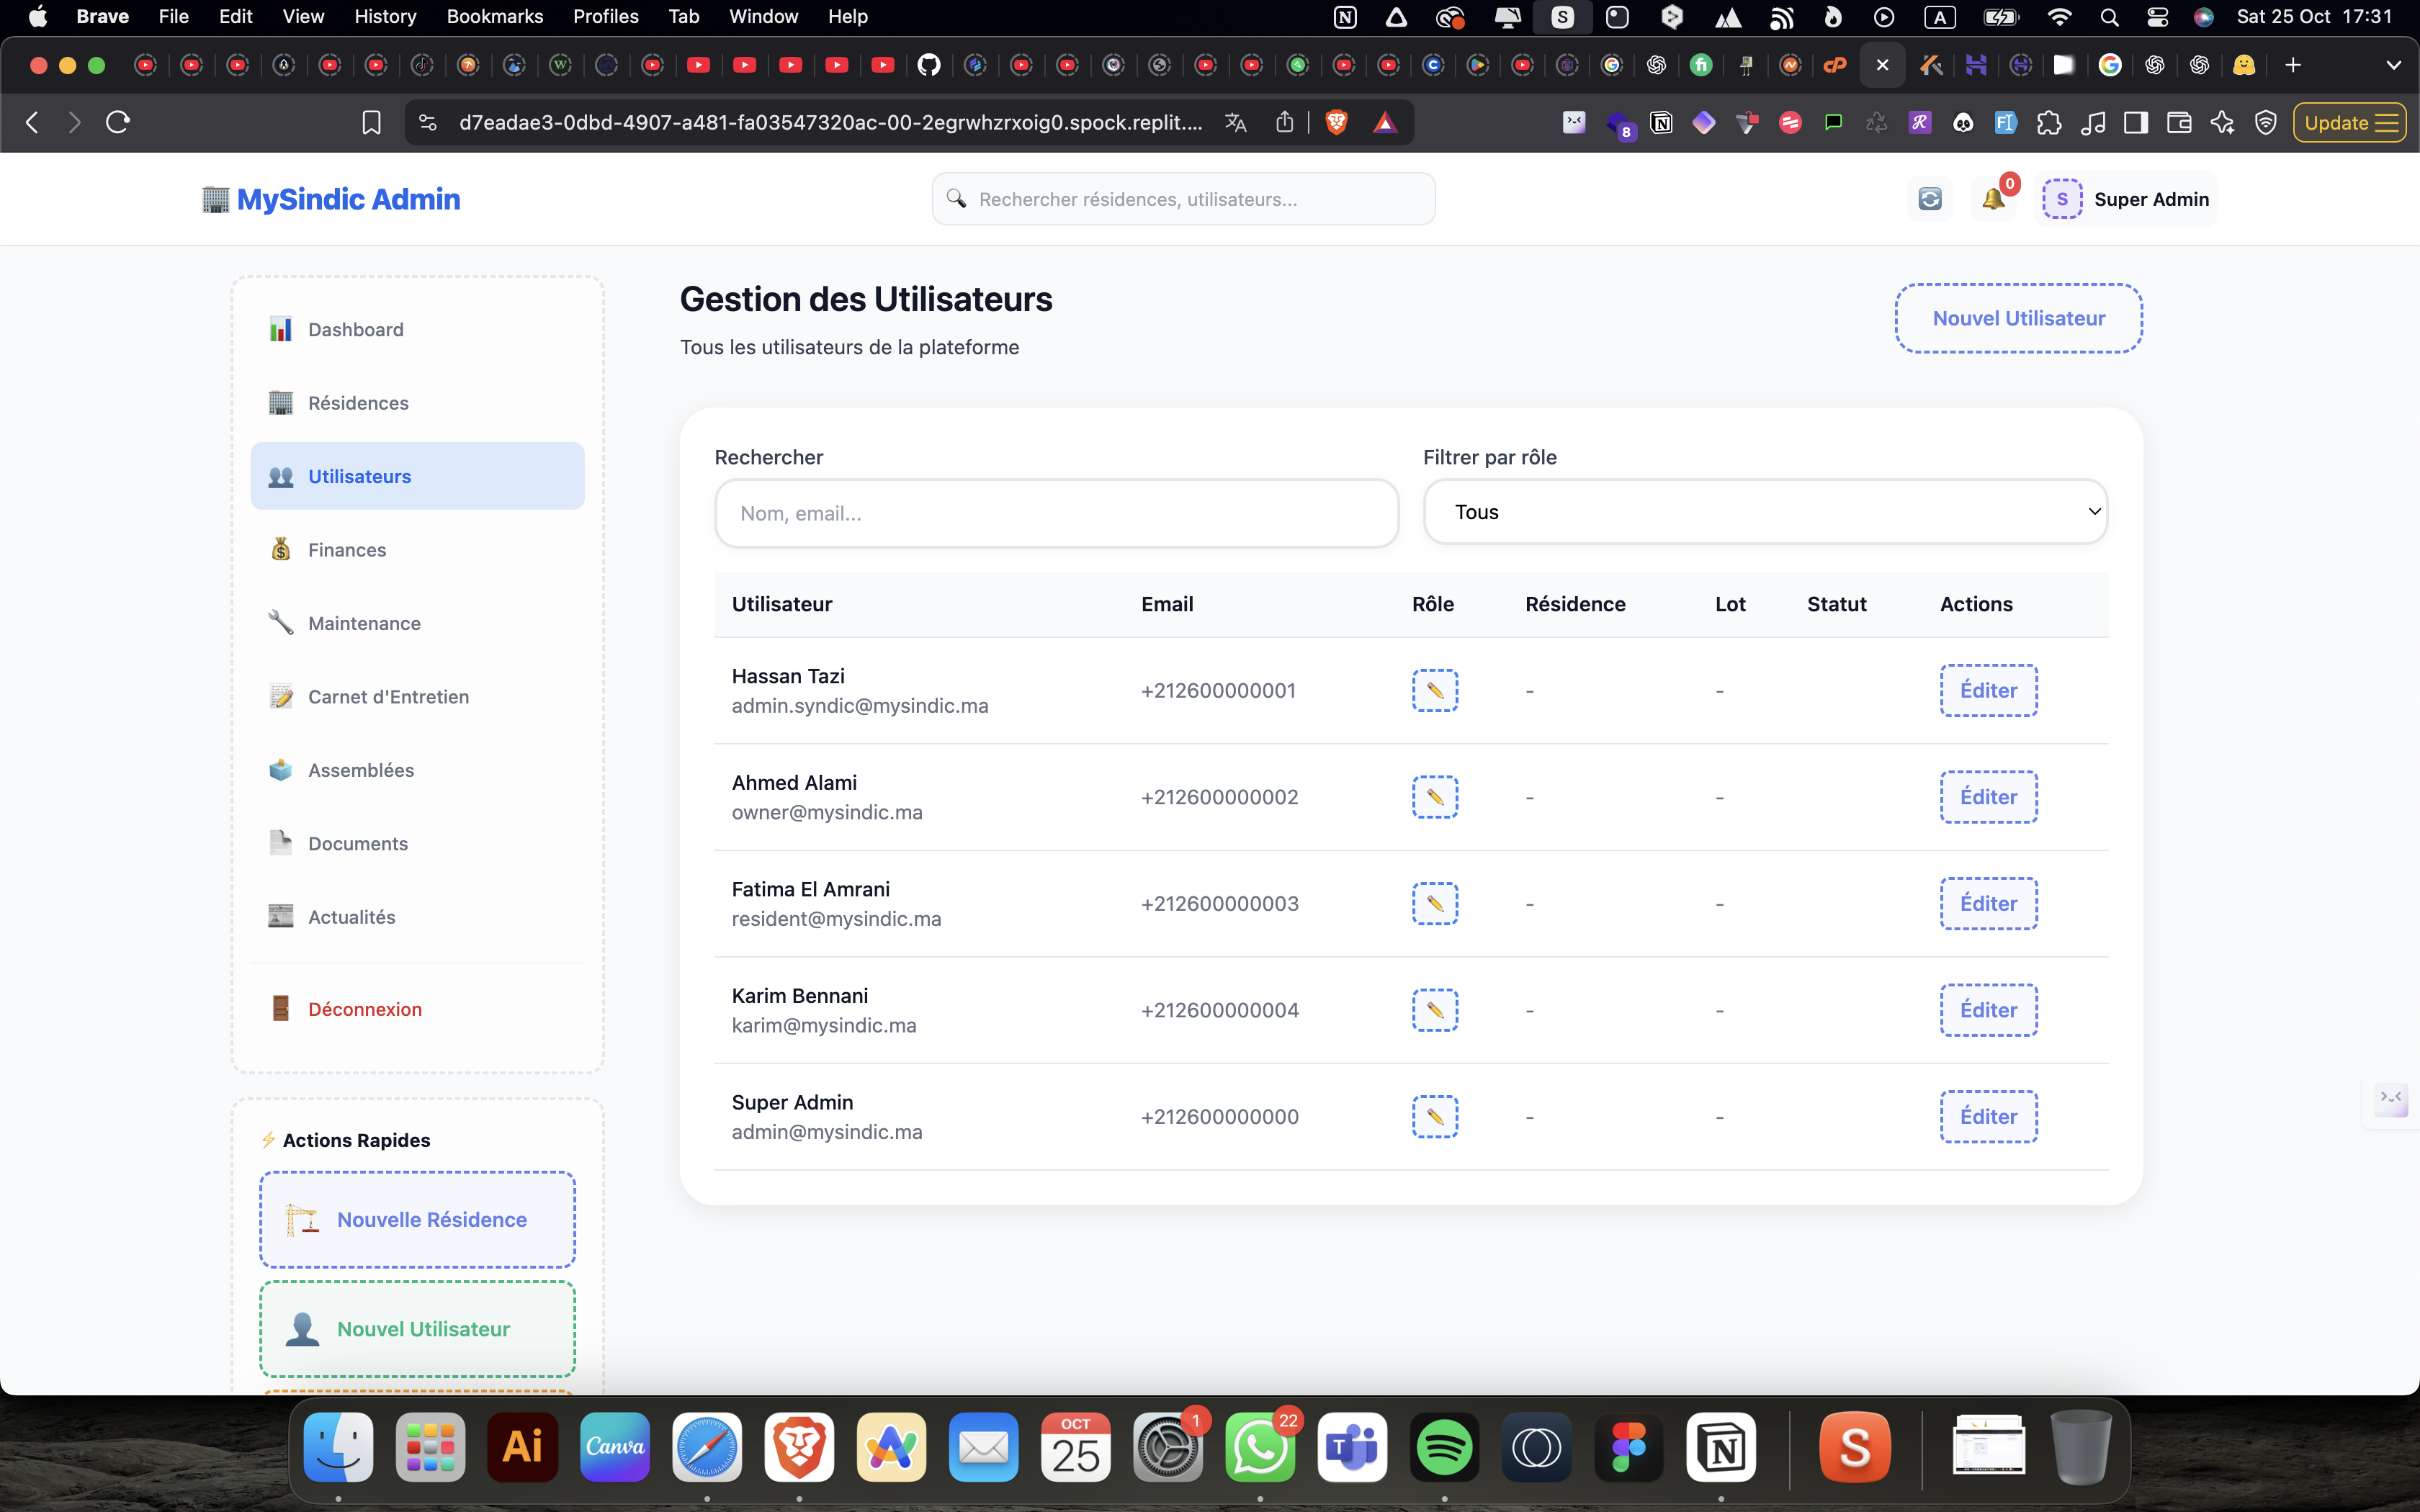 Brave File Edit View History Bookmarks Profiles Tab Window Help Sat 25 Oct 17:31
d7eadae3-0dbd-4907-a481-fa03547320ac-00-2egrwhzrxoig0.spock.replit.... 8 Update
MySindic Admin
Rechercher résidences, utilisateurs...
0
S Super Admin
Dashboard
Résidences
Utilisateurs
Finances
Maintenance
Carnet d'Entretien
Assemblées
Documents
Actualités
Déconnexion
Actions Rapides
Nouvelle Résidence
Nouvel Utilisateur
Gestion des Utilisateurs
Tous les utilisateurs de la plateforme
Nouvel Utilisateur
Rechercher Filtrer par rôle
Nom, email... Tous
Utilisateur Email Rôle Résidence Lot Statut Actions
Hassan Tazi
admin.syndic@mysindic.ma +212600000001 - - Éditer
Ahmed Alami
owner@mysindic.ma +212600000002 - - Éditer
Fatima El Amrani
resident@mysindic.ma +212600000003 - - Éditer
Karim Bennani
karim@mysindic.ma +212600000004 - - Éditer
Super Admin
admin@mysindic.ma +212600000000 - - Éditer
Ai Canva OCT 25 1 22 T N S